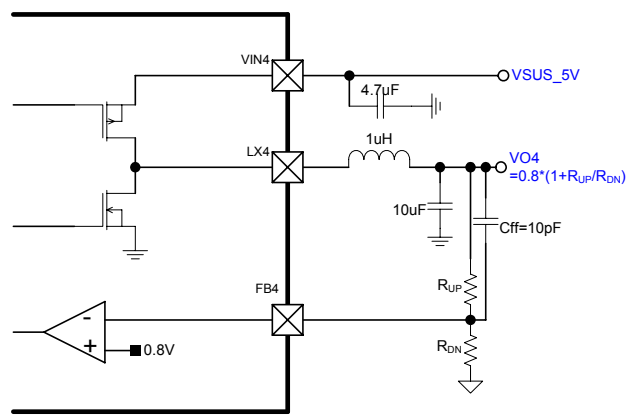 VIN4
VSUS_5V
4.7uF
LX4
1uH
VO4
=0.8*(1+RUP/RDN)
10uF
Cff=10pF
FB4
RUP
-
+
0.8V
RDN